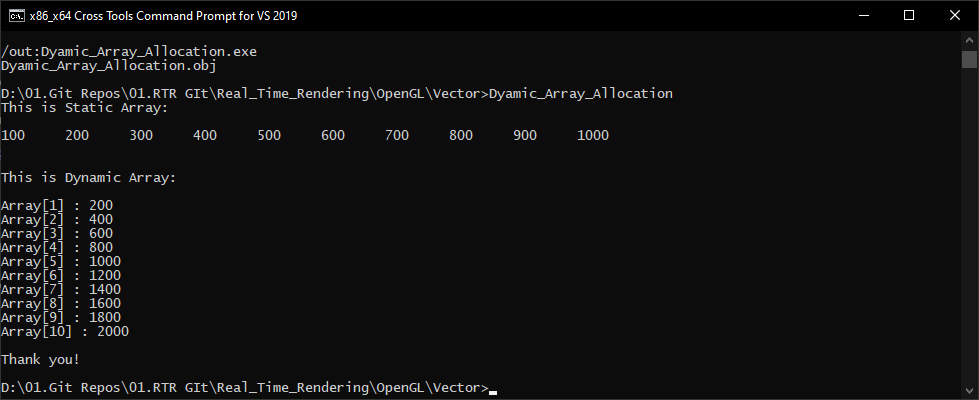 x86_x64 Cross Tools Command Prompt for VS 2019
/out:Dyamic_Array_Allocation.exe
Dyamic_Array_Allocation.obj
D:\01.Git Repos\01.RTR GIt\Real_Time_Rendering\OpenGL\Vector>Dyamic_Array_Allocation
This is Static Array:
100 200 300 400 500 600 700 800 900 1000
This is Dynamic Array:
Array[1] : 200
Array[2] : 400
Array[3] : 600
Array[4] : 800
Array[5] : 1000
Array[6] : 1200
Array[7] : 1400
Array[8] : 1600
Array[9] : 1800
Array[10] : 2000
Thank you!
D:\01.Git Repos\01.RTR GIt\Real_Time_Rendering\OpenGL\Vector>